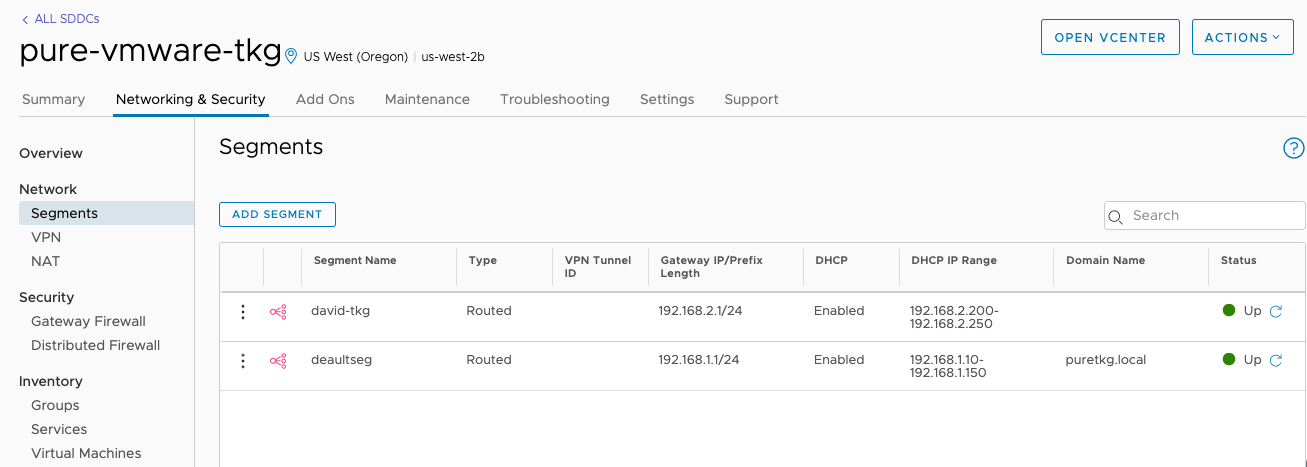 ALL SDDCs
pure-vmware-tkg US West (Oregon) us-west-2b
OPEN VCENTER
ACTIONS
Summary Networking & Security Add Ons Maintenance Troubleshooting Settings Support
Overview
Network
Segments
VPN
NAT
Security
Gateway Firewall
Distributed Firewall
Inventory
Groups
Services
Virtual Machines
Segments
?
ADD SEGMENT
Search
Segment Name Type VPN Tunnel ID Gateway IP/Prefix Length DHCP DHCP IP Range Domain Name Status
david-tkg Routed 192.168.2.1/24 Enabled 192.168.2.200-192.168.2.250 Up
deaultseg Routed 192.168.1.1/24 Enabled 192.168.1.10-192.168.1.150 puretkg.local Up